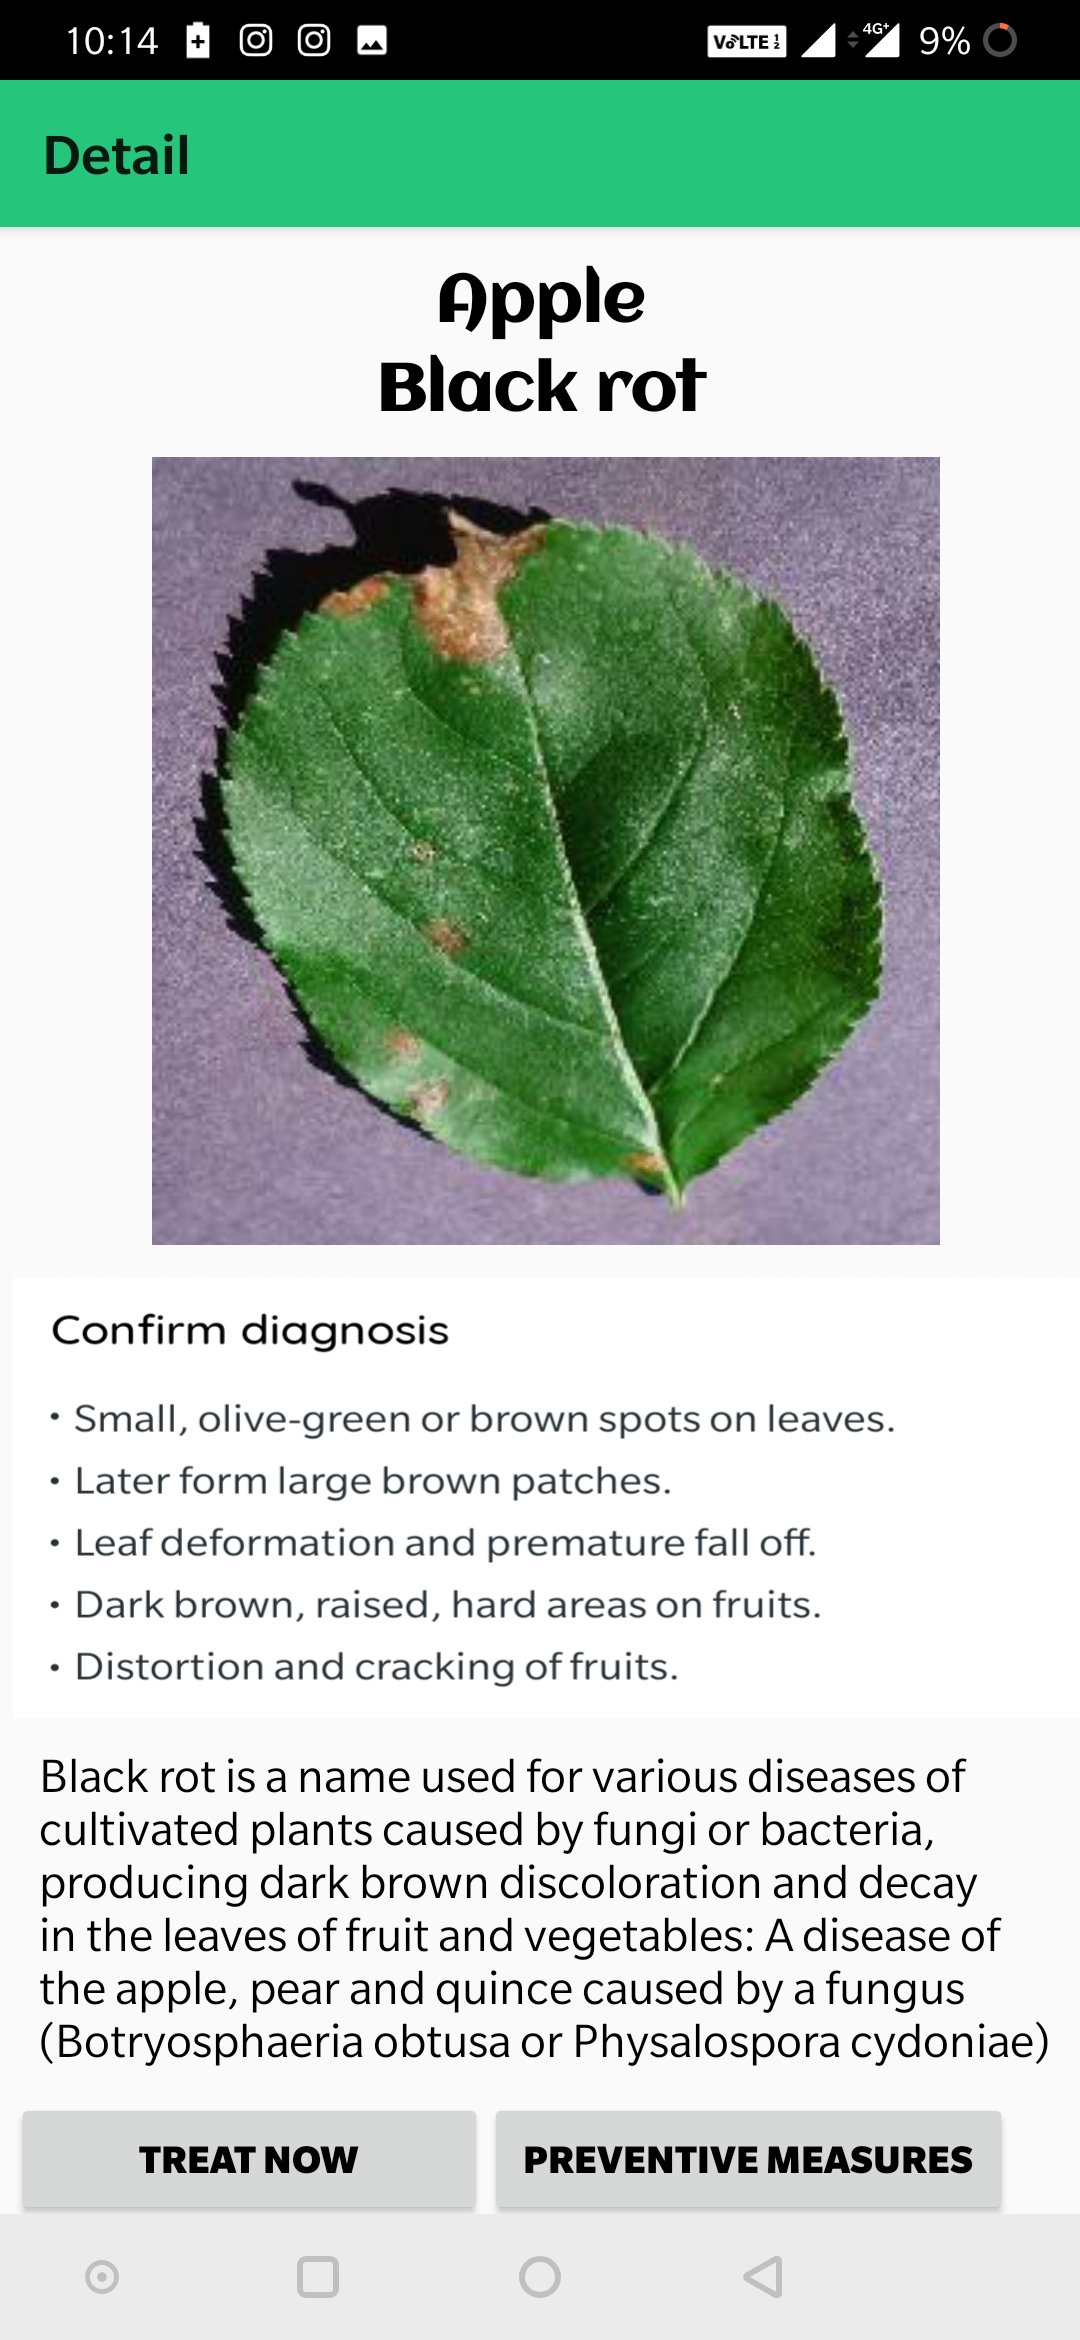 10:14 VoLTE 1 2 4G+ 9%
Detail
Apple
Black rot
Confirm diagnosis
• Small, olive-green or brown spots on leaves.
• Later form large brown patches.
• Leaf deformation and premature fall off.
• Dark brown, raised, hard areas on fruits.
• Distortion and cracking of fruits.
Black rot is a name used for various diseases of
cultivated plants caused by fungi or bacteria,
producing dark brown discoloration and decay
in the leaves of fruit and vegetables: A disease of
the apple, pear and quince caused by a fungus
(Botryosphaeria obtusa or Physalospora cydoniae)
TREAT NOW PREVENTIVE MEASURES